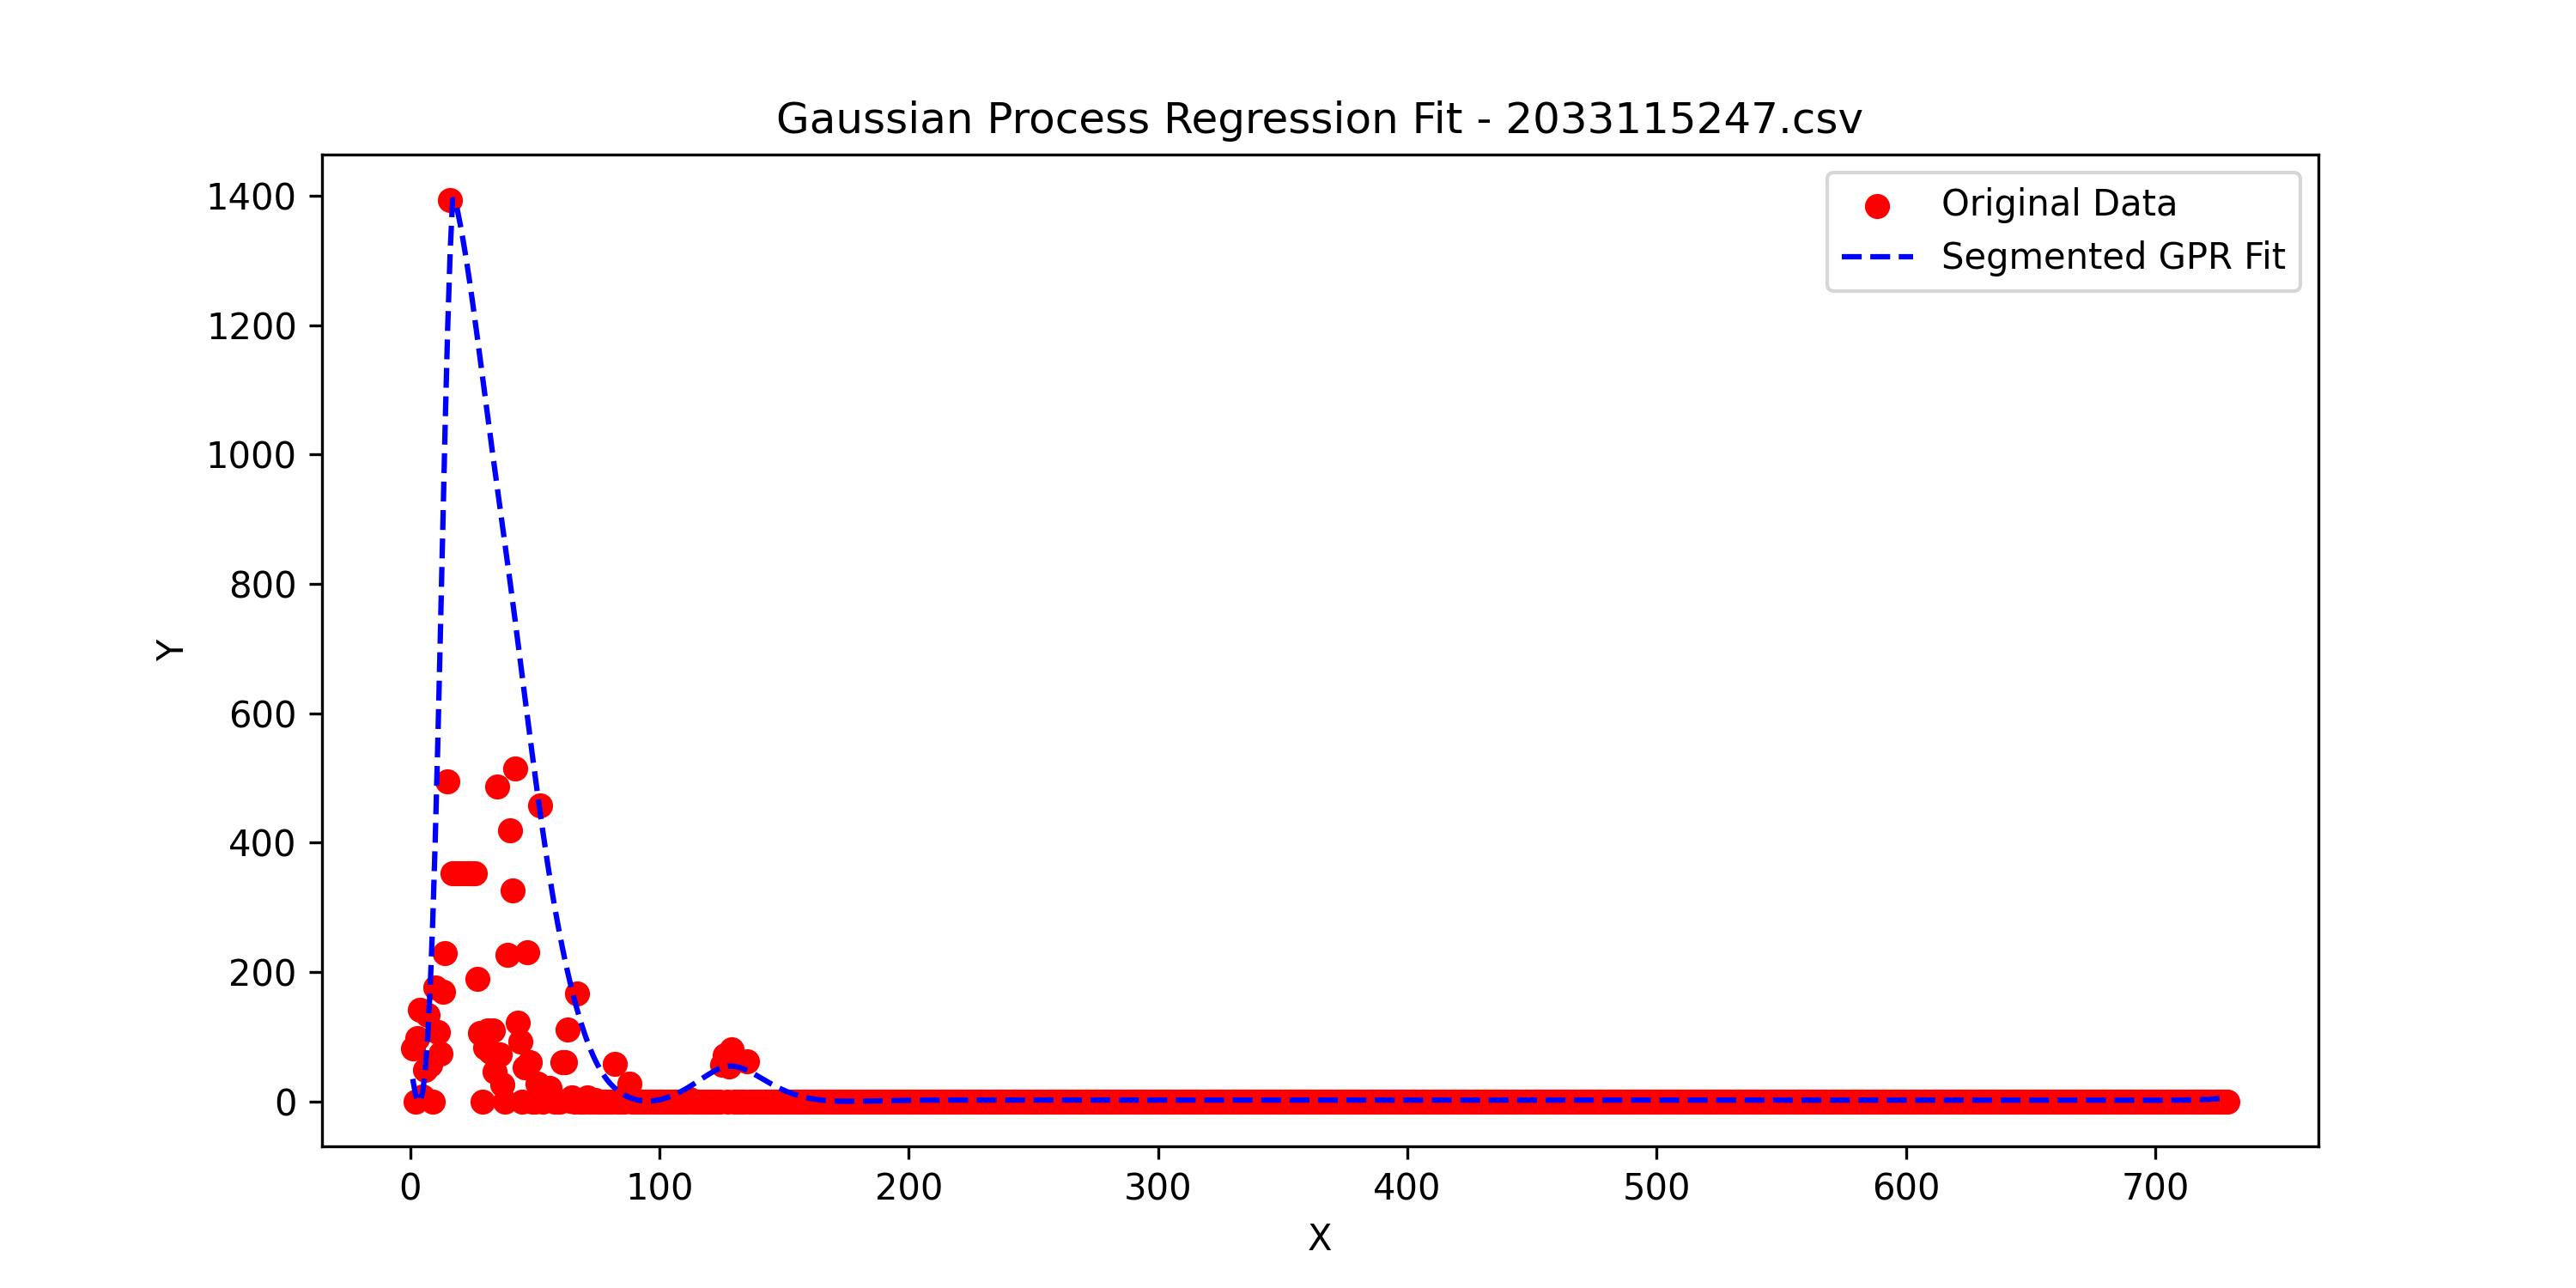 Gaussian Process Regression Fit - 2033115247.csv
Original Data
Segmented GPR Fit
1400
1200
1000
800
600
400
200
0
Y
0 100 200 300 400 500 600 700
X